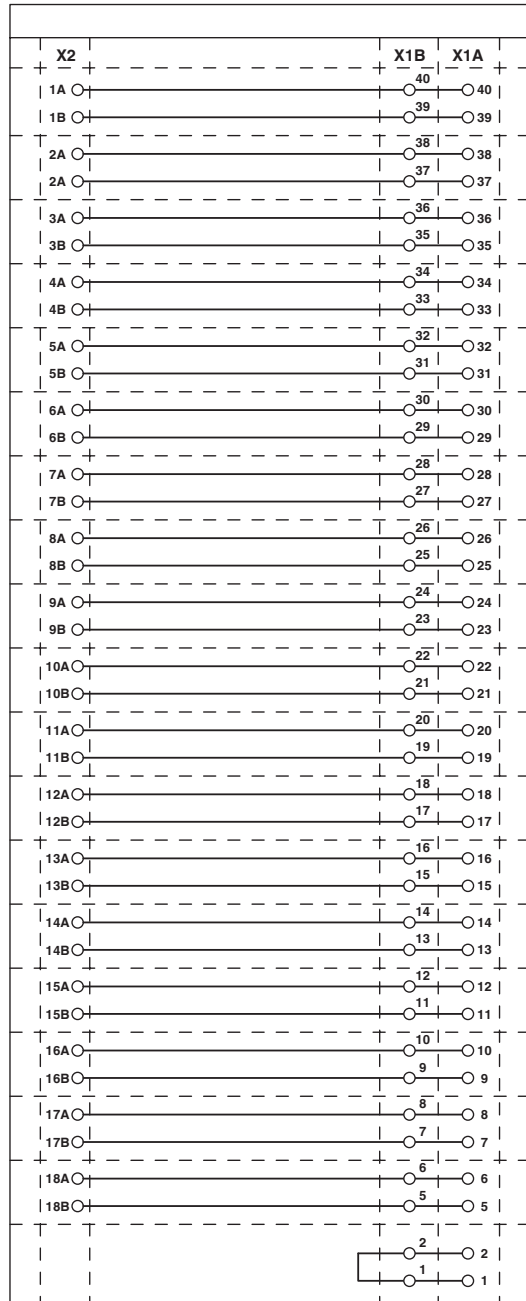 X2 X1B X1A
1A 40 40
1B 39 39
2A 38 38
2A 37 37
3A 36 36
3B 35 35
4A 34 34
4B 33 33
5A 32 32
5B 31 31
6A 30 30
6B 29 29
7A 28 28
7B 27 27
8A 26 26
8B 25 25
9A 24 24
9B 23 23
10A 22 22
10B 21 21
11A 20 20
11B 19 19
12A 18 18
12B 17 17
13A 16 16
13B 15 15
14A 14 14
14B 13 13
15A 12 12
15B 11 11
16A 10 10
16B 9 9
17A 8 8
17B 7 7
18A 6 6
18B 5 5
2 2
1 1